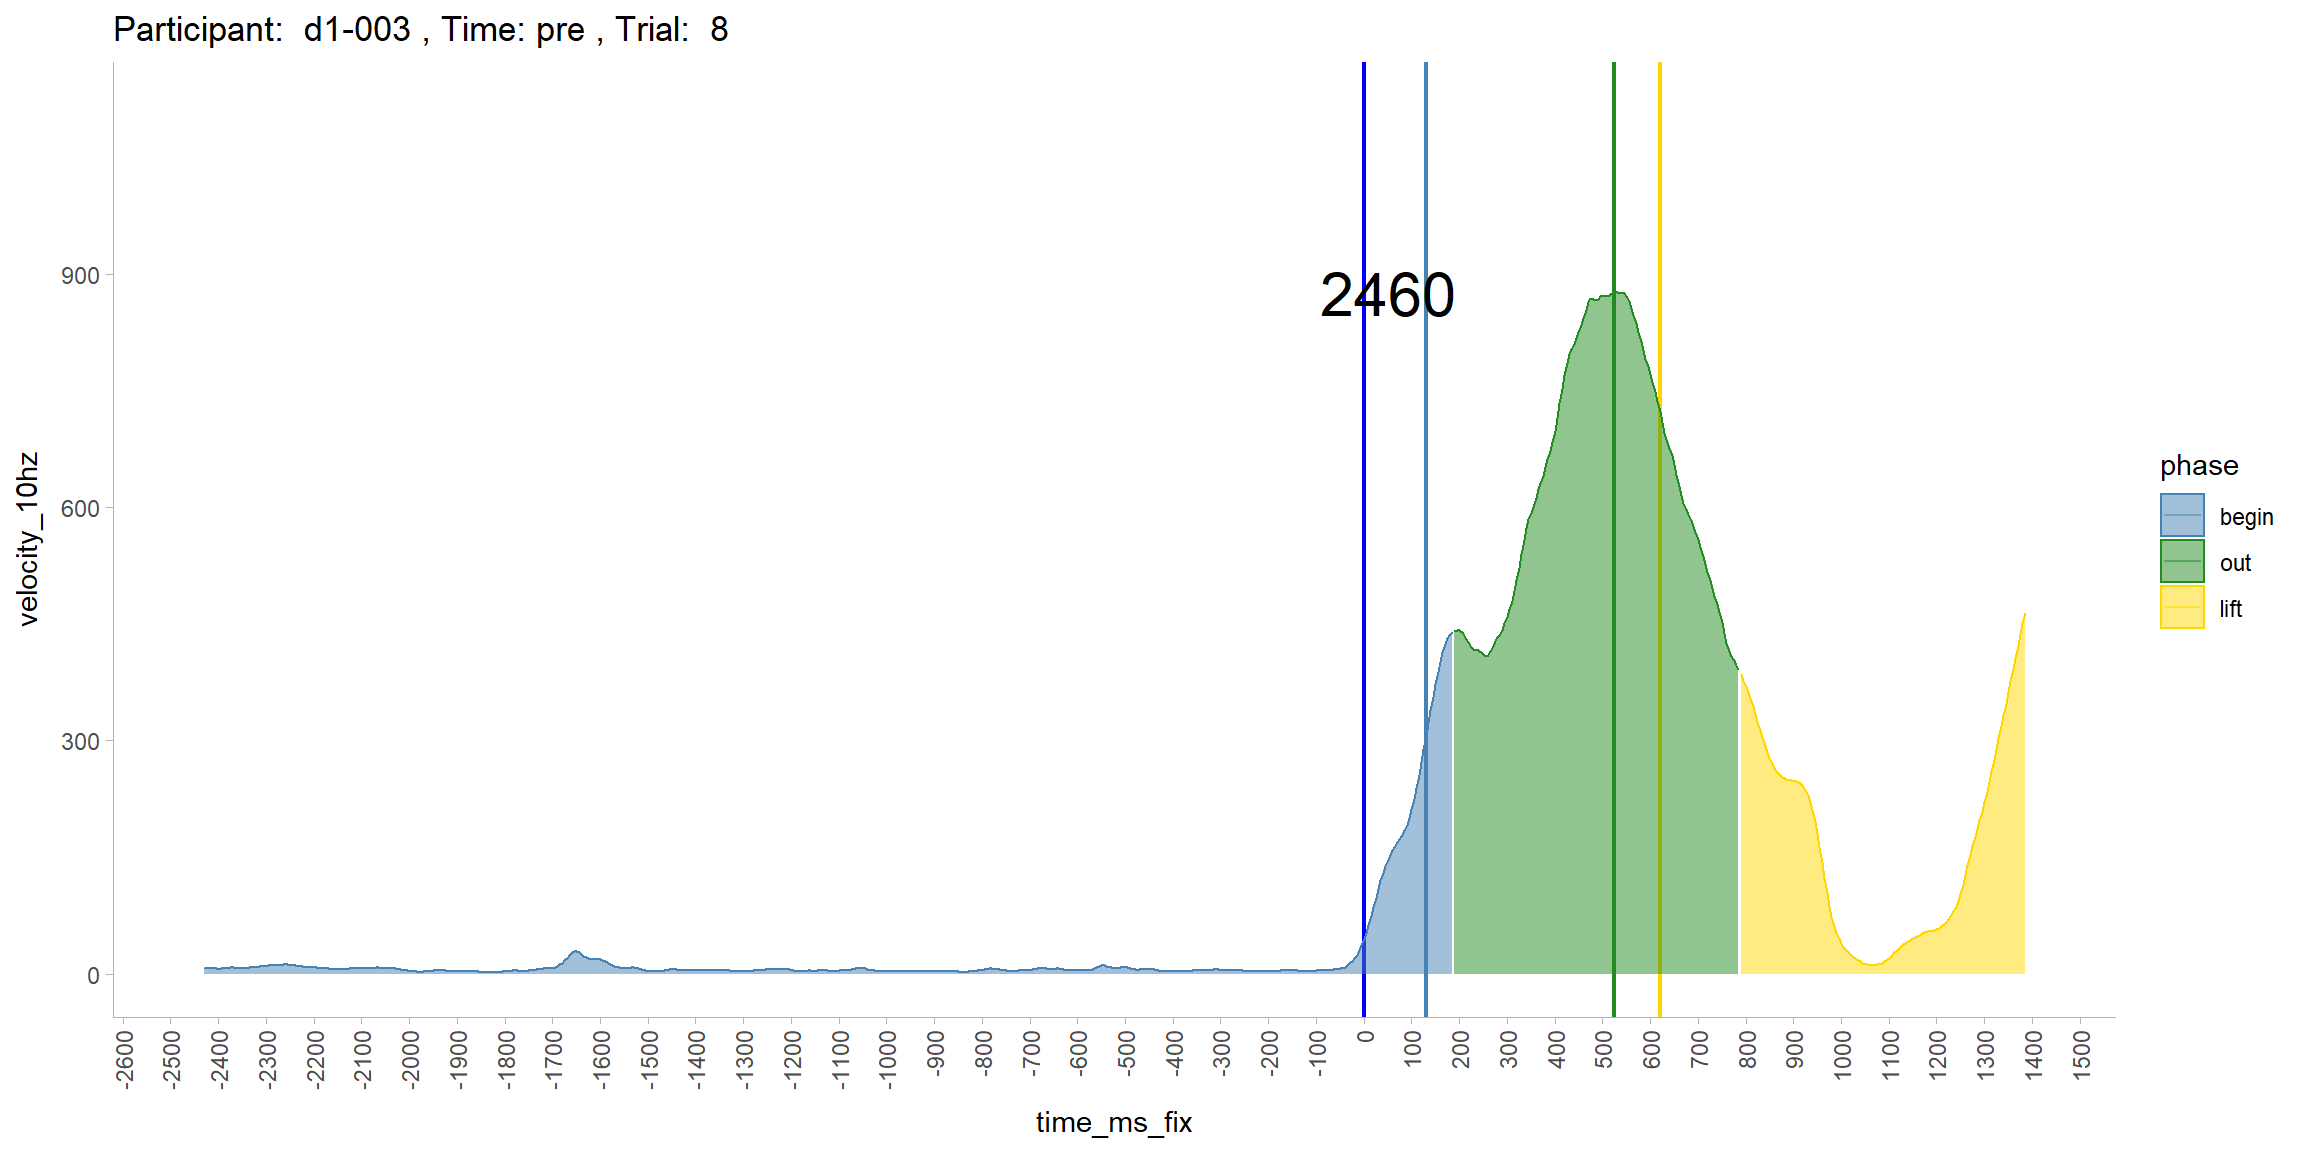 Participant:  d1-003 , Time: pre , Trial:  8
2460
900
600
300
0
velocity_10hz
-2600 -2500 -2400 -2300 -2200 -2100 -2000 -1900 -1800 -1700 -1600 -1500 -1400 -1300 -1200 -1100 -1000 -900 -800 -700 -600 -500 -400 -300 -200 -100 0 100 200 300 400 500 600 700 800 900 1000 1100 1200 1300 1400 1500
time_ms_fix
phase
begin
out
lift